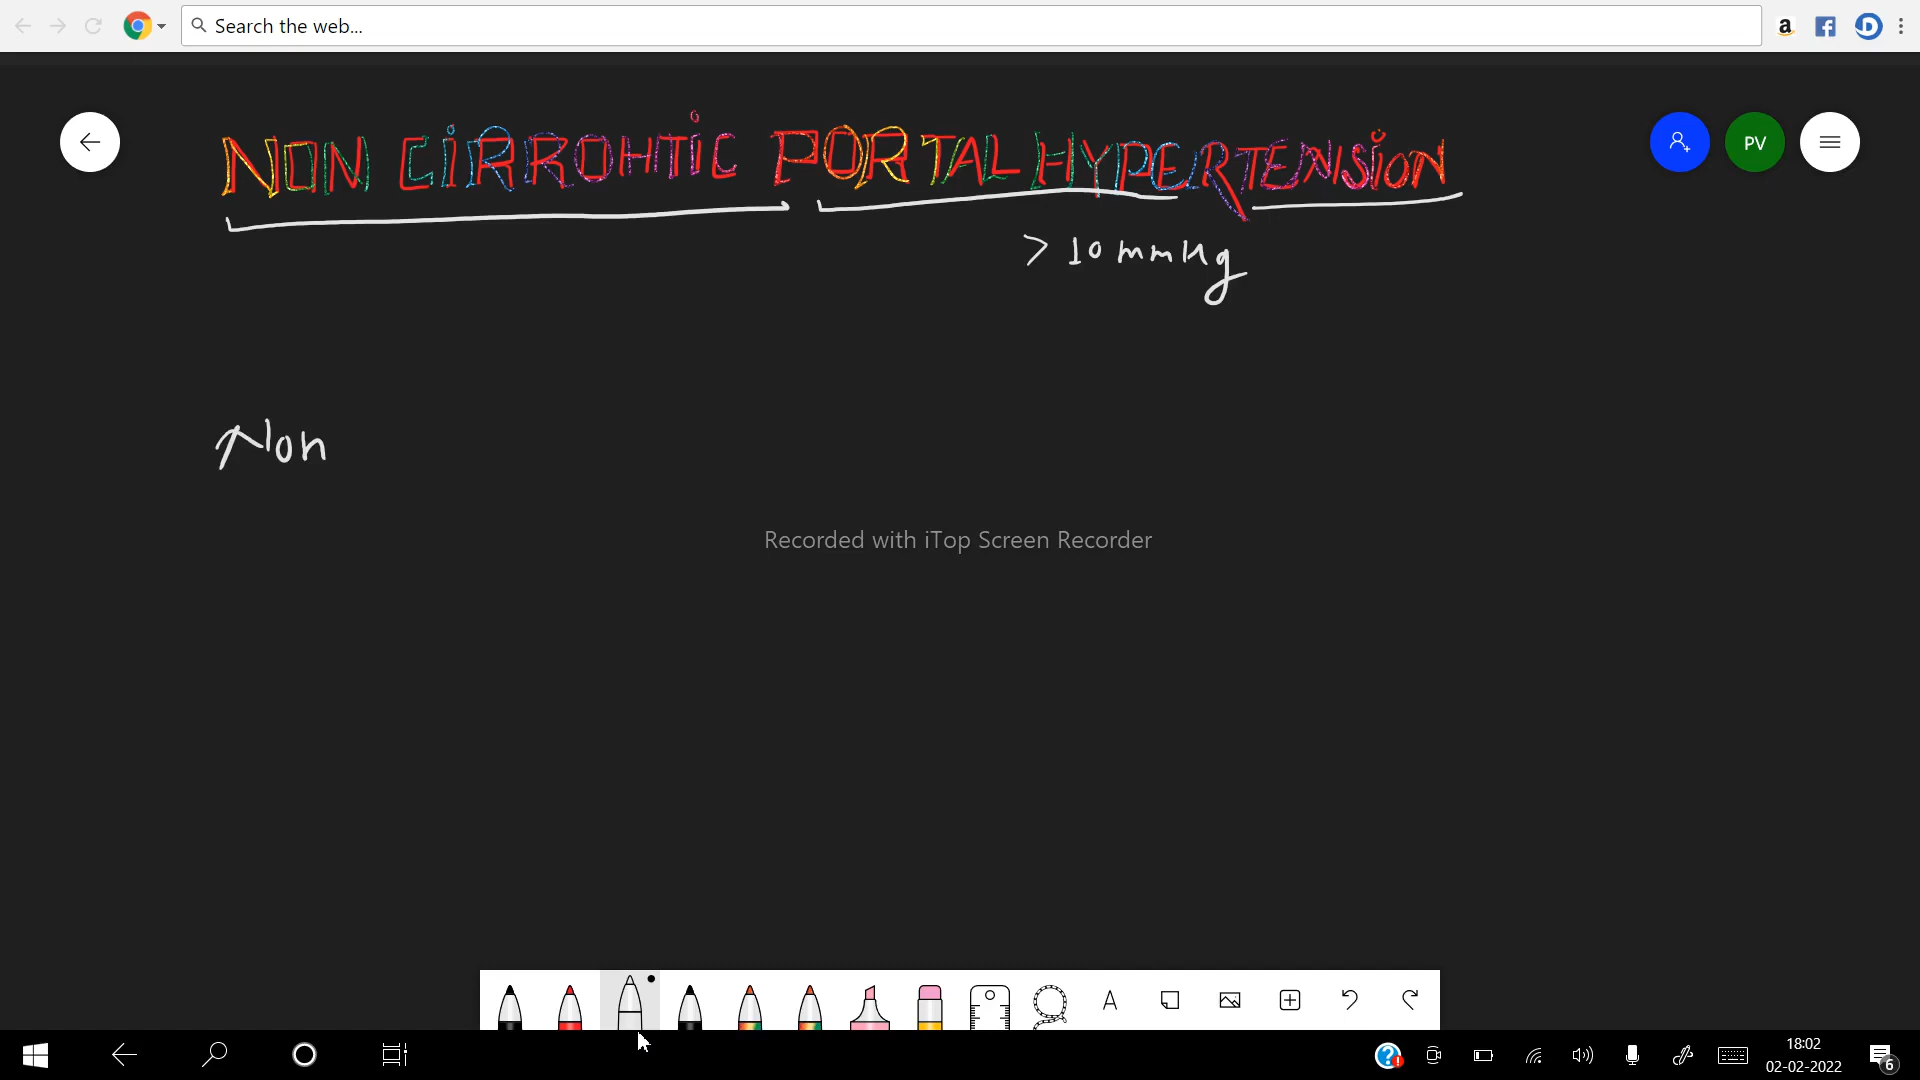 Search the web...
NON CIRROHTIC PORTAL HYPERTENSION
> 10 mmHg
Non
Recorded with iTop Screen Recorder
PV
18:02
02-02-2022
6